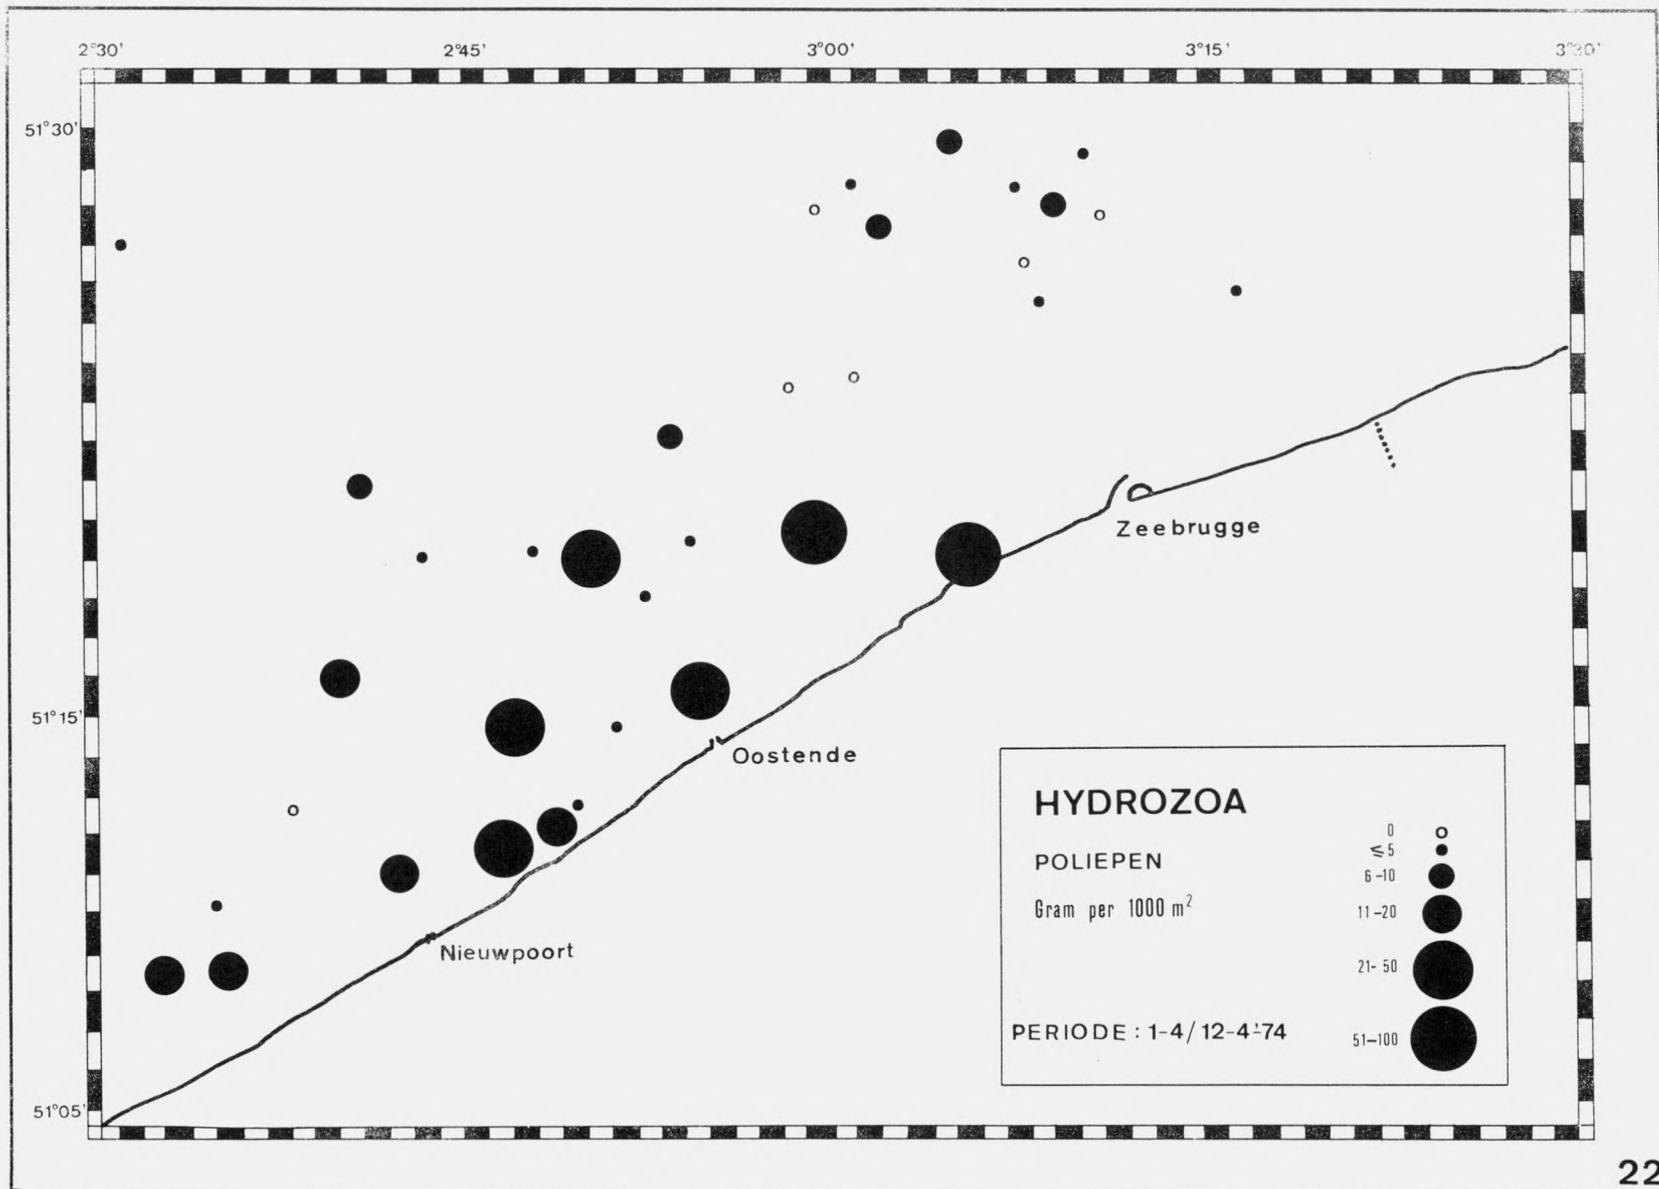 2°30' 2°45' 3°00' 3°15' 3°30'
51°30'
51°15'
51°05'
Zeebrugge
Oostende
Nieuwpoort
HYDROZOA
POLIEPEN
Gram per 1000 m²
0
≤5
6-10
11-20
21-50
51-100
PERIODE : 1-4/12-4-'74
22